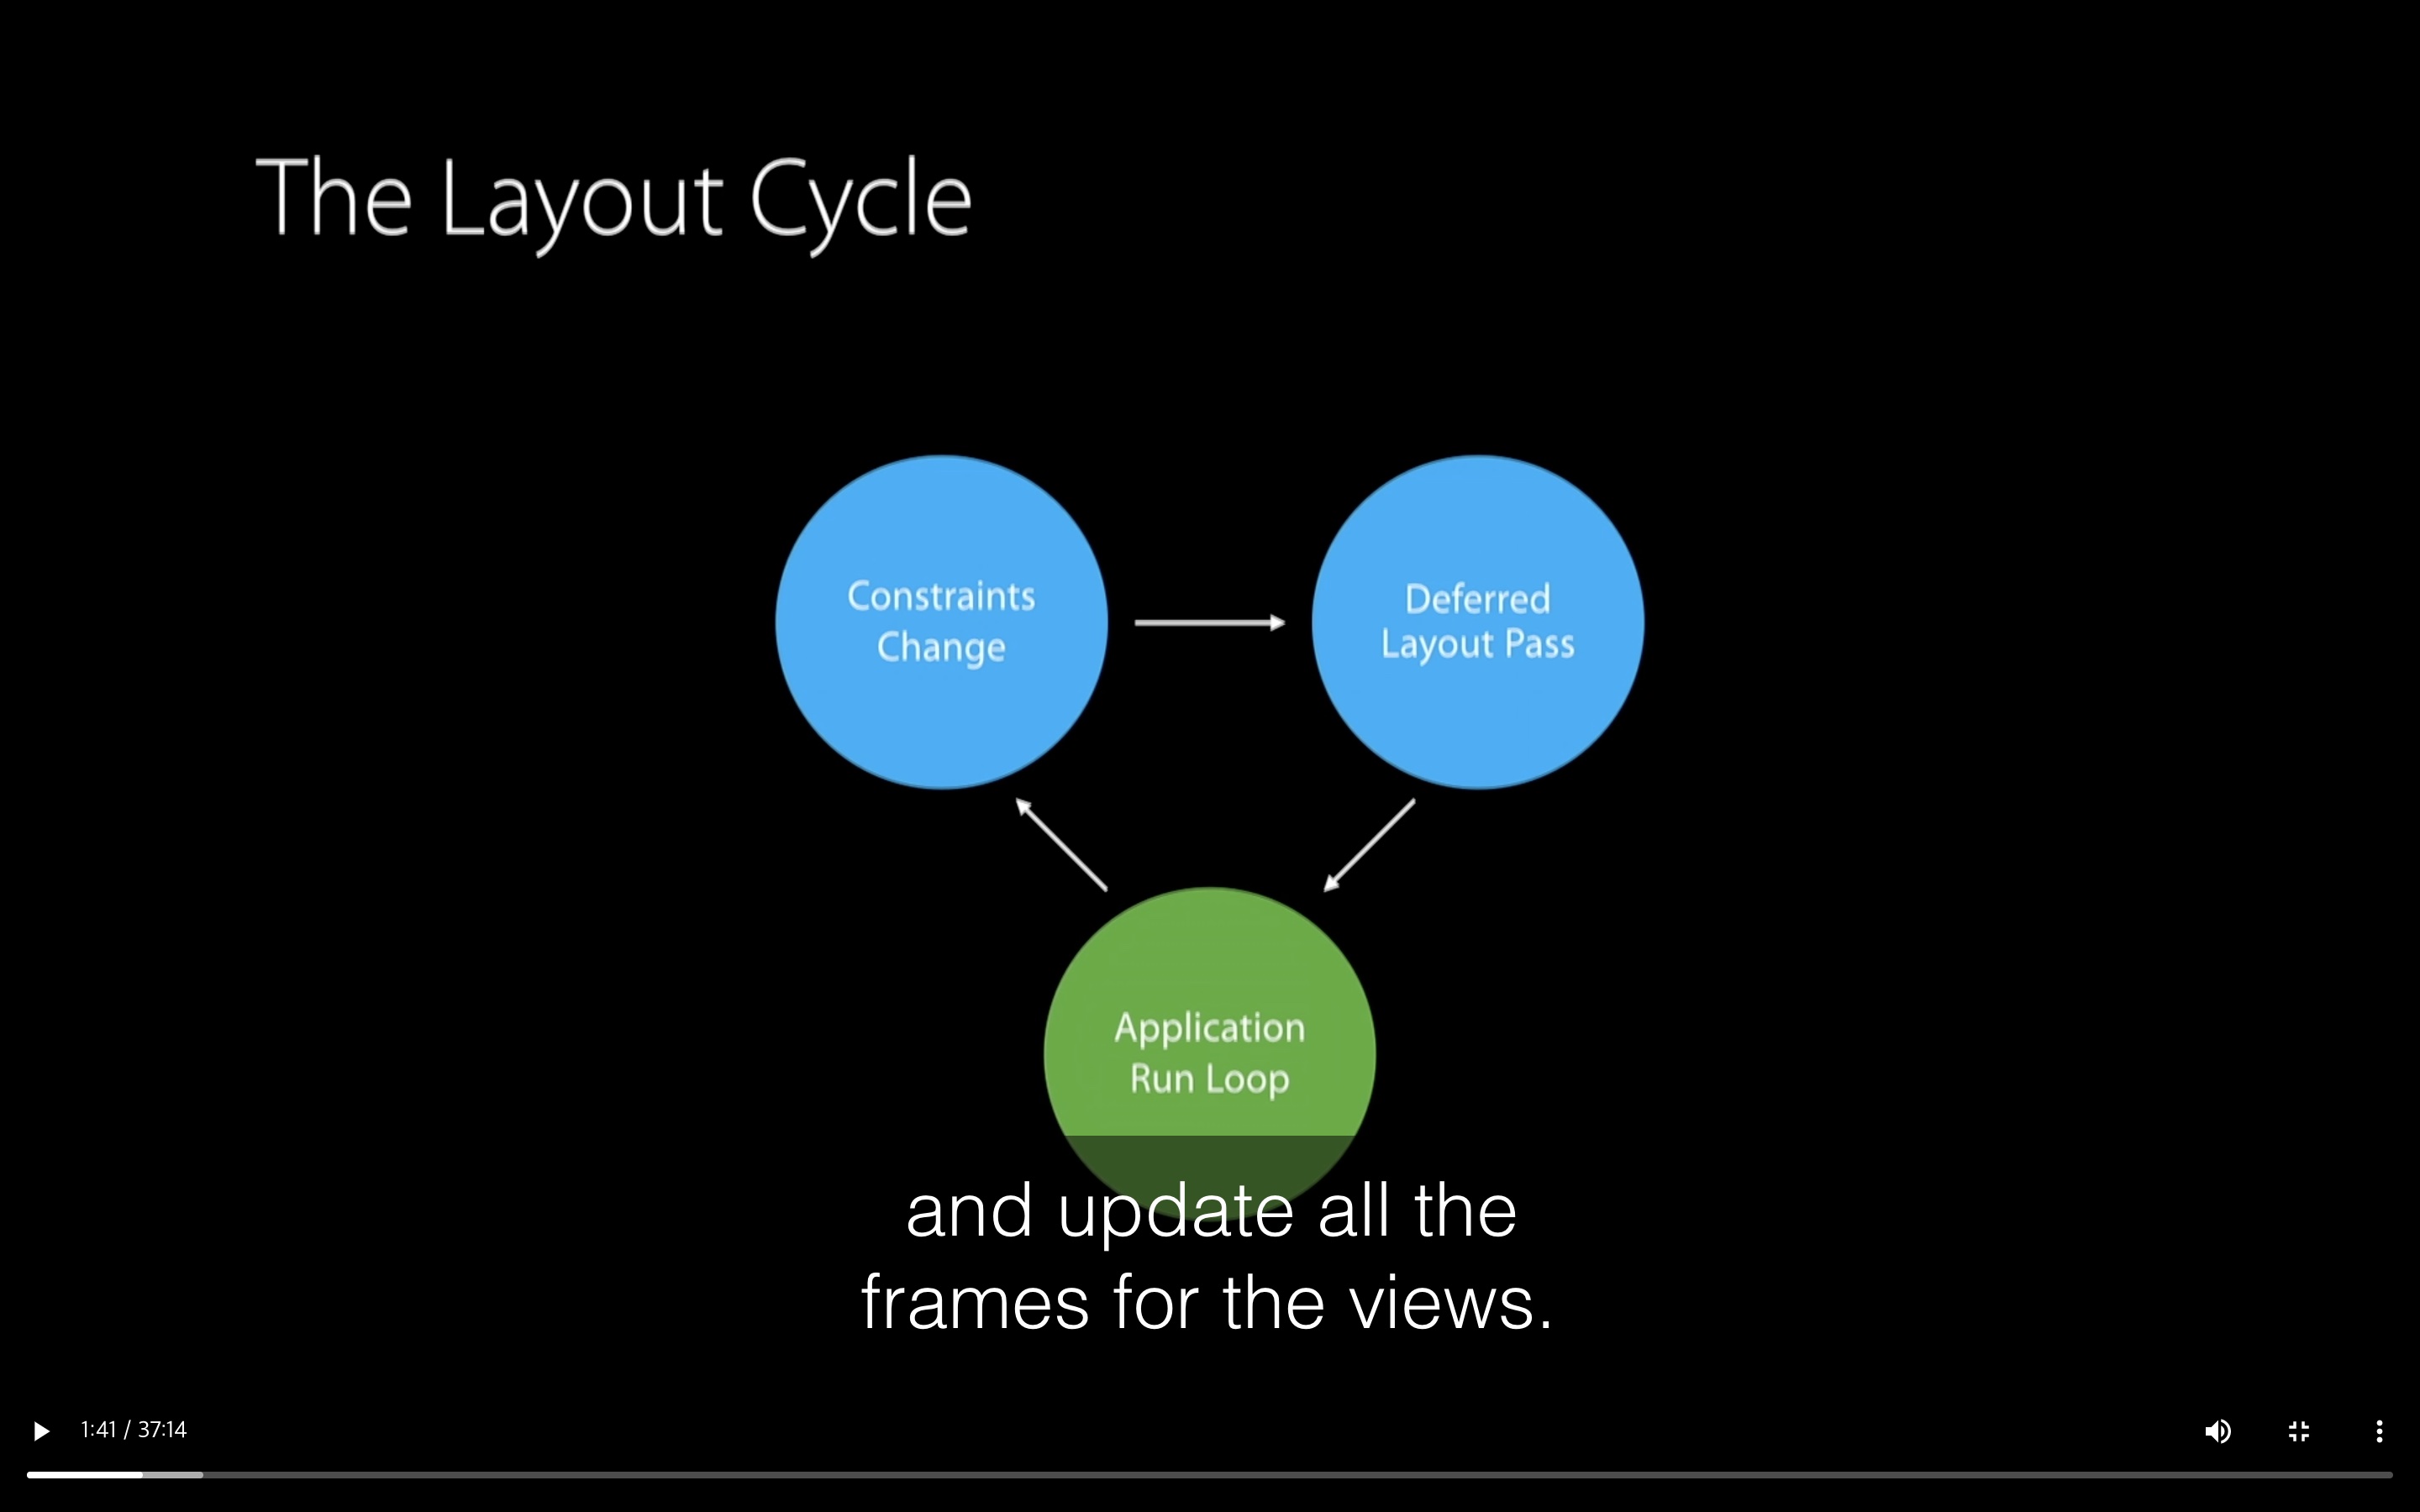 The Layout Cycle
Constraints
Change
Deferred
Layout Pass
Application
Run Loop
and update all the
frames for the views.
1:41 / 37:14